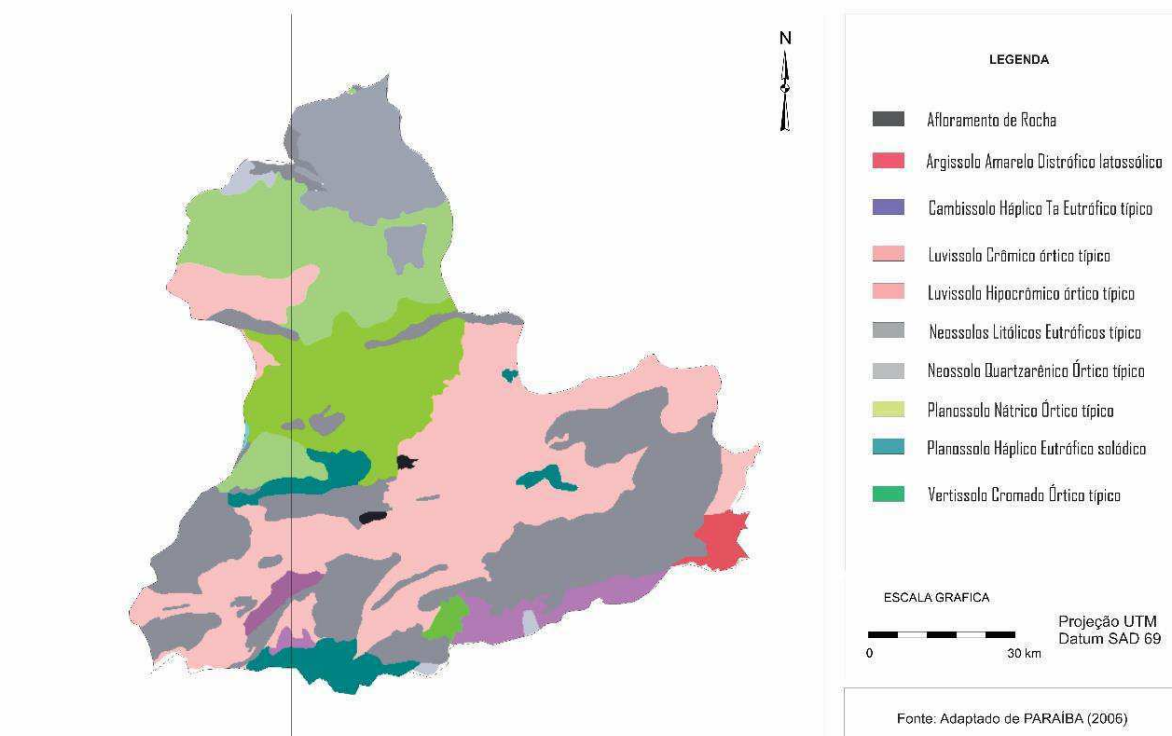 N
LEGENDA
Afloramento de Rocha
Argissolo Amarelo Distrófico latossólico
Cambissolo Háplico Ta Eutrófico típico
Luvissolo Crômico órtico típico
Luvissolo Hipocrômico órtico típico
Neossolos Litólicos Eutróficos típico
Neossolo Quartzarênico Órtico típico
Planossolo Nátrico Órtico típico
Planossolo Háplico Eutrófico solódico
Vertissolo Cromado Órtico típico
ESCALA GRAFICA
0 30 km
Projeção UTM
Datum SAD 69
Fonte: Adaptado de PARAÍBA (2006)